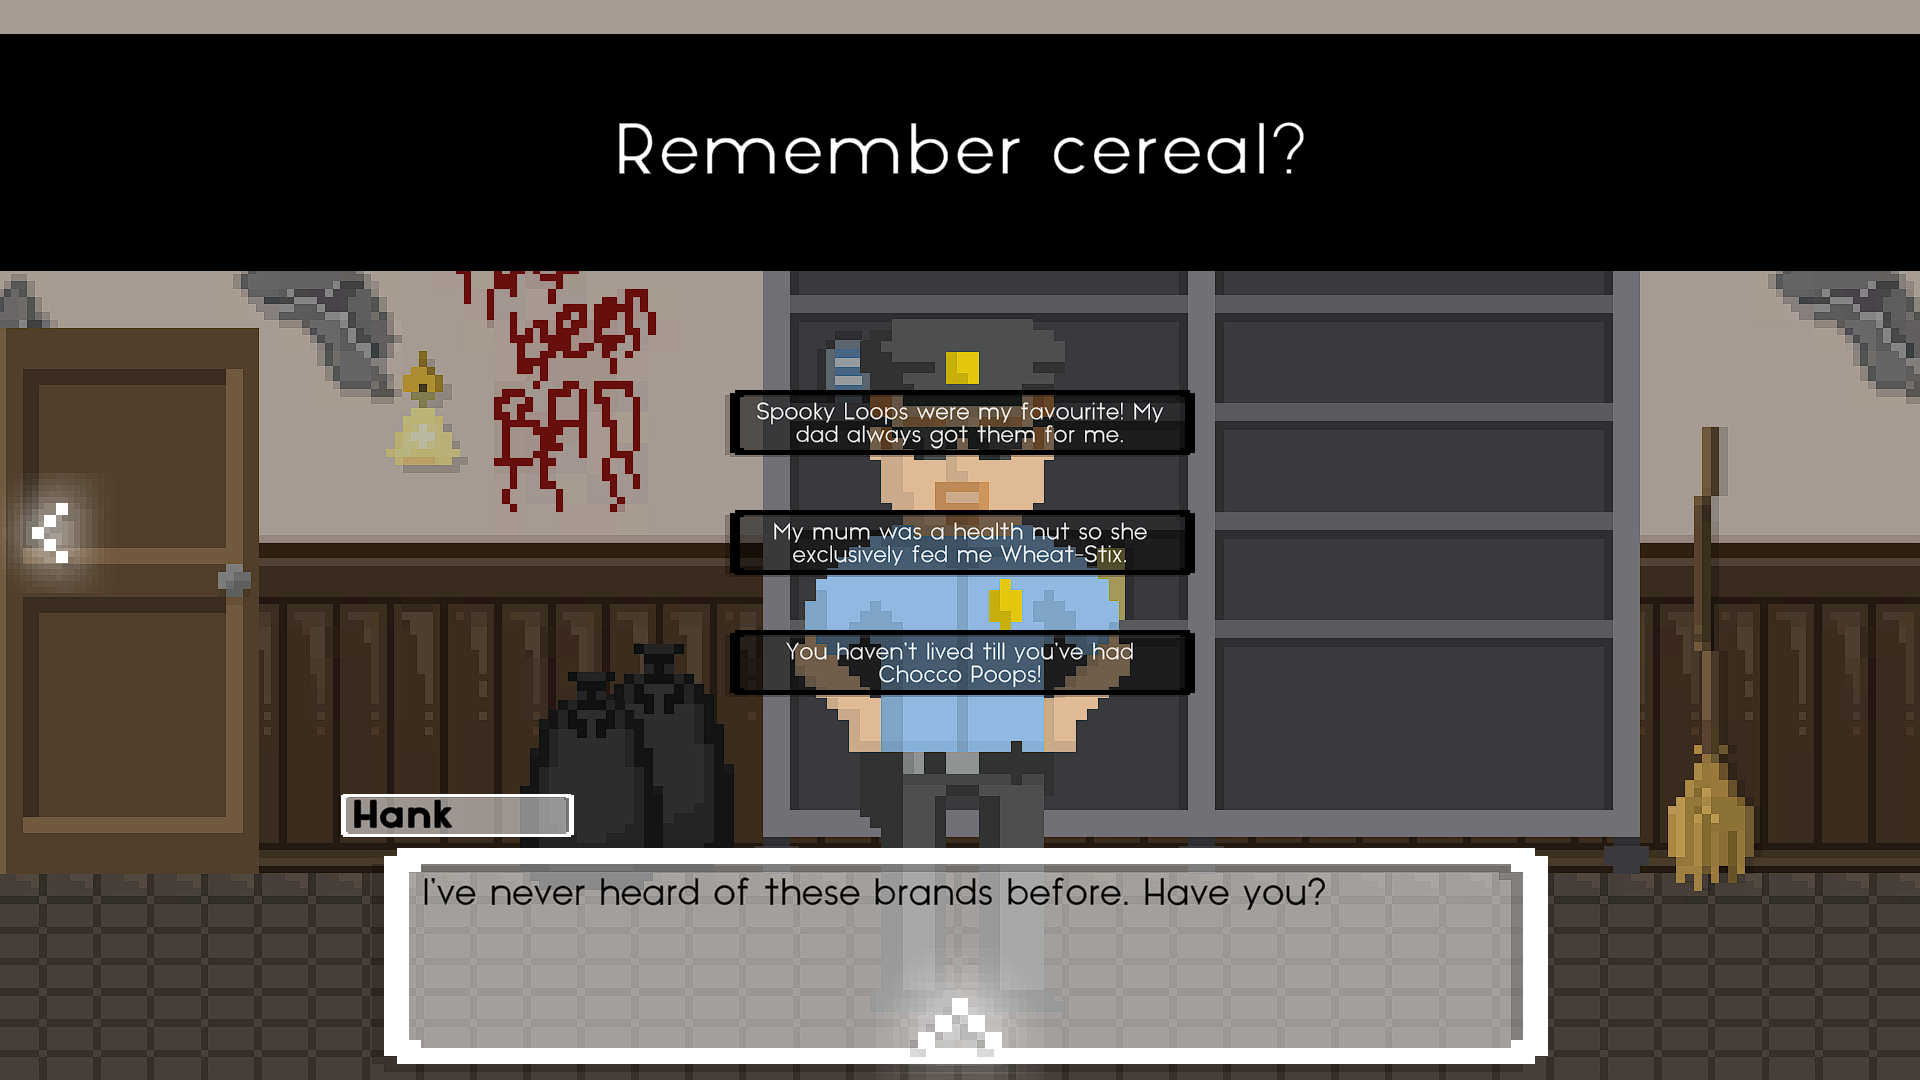 Remember cereal?
been
Spooky Loops were my favourite! My
dad always got them for me.
My mum was a health nut so she
exclusively fed me Wheat-Stix.
You haven't lived till you've had
Chocco Poops!
Hank
I've never heard of these brands before. Have you?